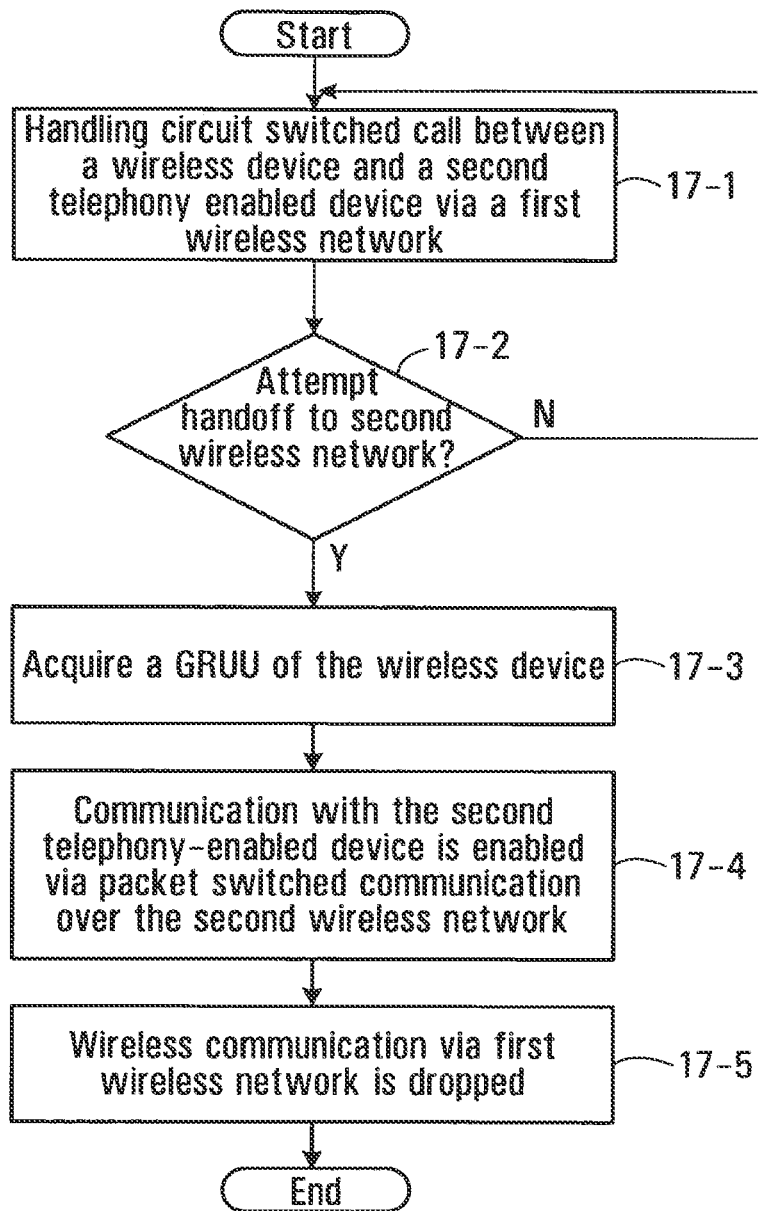 Start
Handling circuit switched call between
a wireless device and a second
telephony enabled device via a first
wireless network
17-1
17-2
Attempt
handoff to second
wireless network?
N
Y
Acquire a GRUU of the wireless device
17-3
Communication with the second
telephony-enabled device is enabled
via packet switched communication
over the second wireless network
17-4
Wireless communication via first
wireless network is dropped
17-5
End